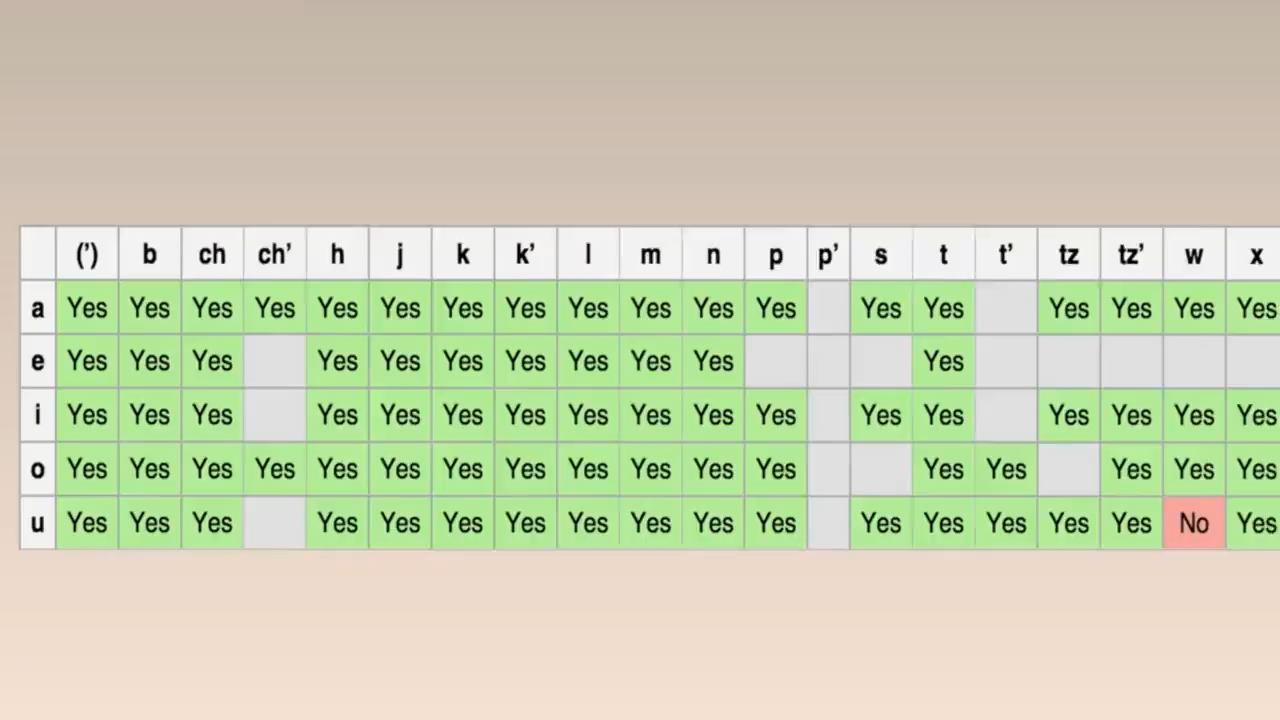 (’) b ch ch’ h j k k’ l m n p p’ s t t’ tz tz’ w x
a Yes Yes Yes Yes Yes Yes Yes Yes Yes Yes Yes Yes Yes Yes Yes Yes Yes Yes
e Yes Yes Yes Yes Yes Yes Yes Yes Yes Yes Yes
i Yes Yes Yes Yes Yes Yes Yes Yes Yes Yes Yes Yes Yes Yes Yes Yes Yes
o Yes Yes Yes Yes Yes Yes Yes Yes Yes Yes Yes Yes Yes Yes Yes Yes Yes
u Yes Yes Yes Yes Yes Yes Yes Yes Yes Yes Yes Yes Yes Yes Yes Yes No Yes